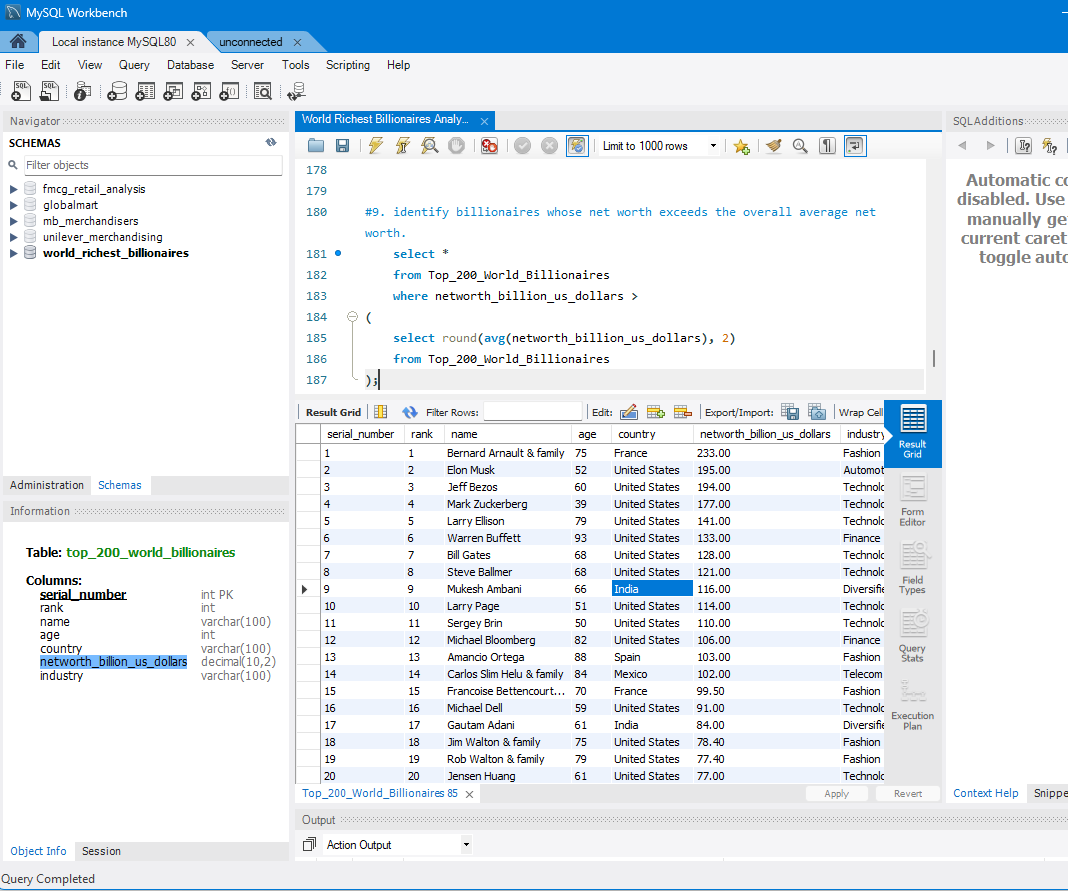 MySQL Workbench
Local instance MySQL80
unconnected
File Edit View Query Database Server Tools Scripting Help
Navigator
SCHEMAS
Filter objects
fmcg_retail_analysis
globalmart
mb_merchandisers
unilever_merchandising
world_richest_billionaires
Administration Schemas
Information
Table: top_200_world_billionaires
Columns:
serial_number int PK
rank int
name varchar(100)
age int
country varchar(100)
networth_billion_us_dollars decimal(10,2)
industry varchar(100)
Object Info Session
Query Completed
World Richest Billionaires Analy...
Limit to 1000 rows
178
179
180 #9. identify billionaires whose net worth exceeds the overall average net
worth.
181 select *
182 from Top_200_World_Billionaires
183 where networth_billion_us_dollars >
184 (
185 select round(avg(networth_billion_us_dollars), 2)
186 from Top_200_World_Billionaires
187 );
Result Grid Filter Rows: Edit: Export/Import: Wrap Cell
serial_number rank name age country networth_billion_us_dollars industry
1 1 Bernard Arnault & family 75 France 233.00 Fashion
2 2 Elon Musk 52 United States 195.00 Automot
3 3 Jeff Bezos 60 United States 194.00 Technolo
4 4 Mark Zuckerberg 39 United States 177.00 Technolo
5 5 Larry Ellison 79 United States 141.00 Technolo
6 6 Warren Buffett 93 United States 133.00 Finance
7 7 Bill Gates 68 United States 128.00 Technolo
8 8 Steve Ballmer 68 United States 121.00 Technolo
9 9 Mukesh Ambani 66 India 116.00 Diversifie
10 10 Larry Page 51 United States 114.00 Technolo
11 11 Sergey Brin 50 United States 110.00 Technolo
12 12 Michael Bloomberg 82 United States 106.00 Finance
13 13 Amancio Ortega 88 Spain 103.00 Fashion
14 14 Carlos Slim Helu & family 84 Mexico 102.00 Telecom
15 15 Francoise Bettencourt... 70 France 99.50 Fashion
16 16 Michael Dell 59 United States 91.00 Technolo
17 17 Gautam Adani 61 India 84.00 Diversifie
18 18 Jim Walton & family 75 United States 78.40 Fashion
19 19 Rob Walton & family 79 United States 77.40 Fashion
20 20 Jensen Huang 61 United States 77.00 Technolo
Result
Grid
Form
Editor
Field
Types
Query
Stats
Execution
Plan
Top_200_World_Billionaires 85
Apply Revert
Output
Action Output
SQLAdditions
Automatic co
disabled. Use
manually ge
current caret
toggle auto
Context Help Snippe